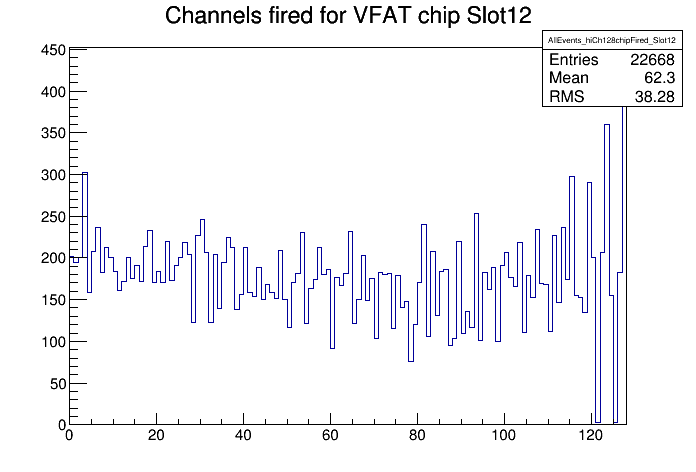 Channels fired for VFAT chip Slot12
AllEvents_hiCh128chipFired_Slot12
Entries 22668
Mean 62.3
RMS 38.28
450
400
350
300
250
200
150
100
50
0
0 20 40 60 80 100 120